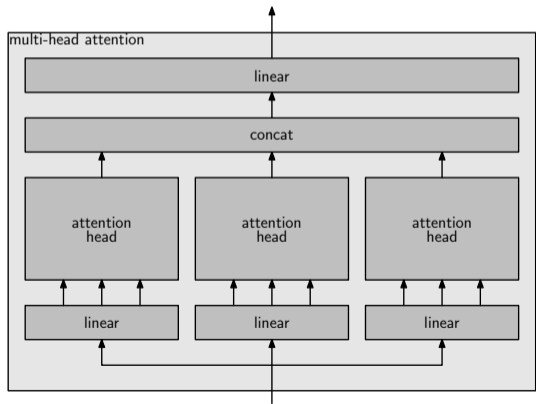 multi-head attention
linear
concat
attention
head
attention
head
attention
head
linear
linear
linear